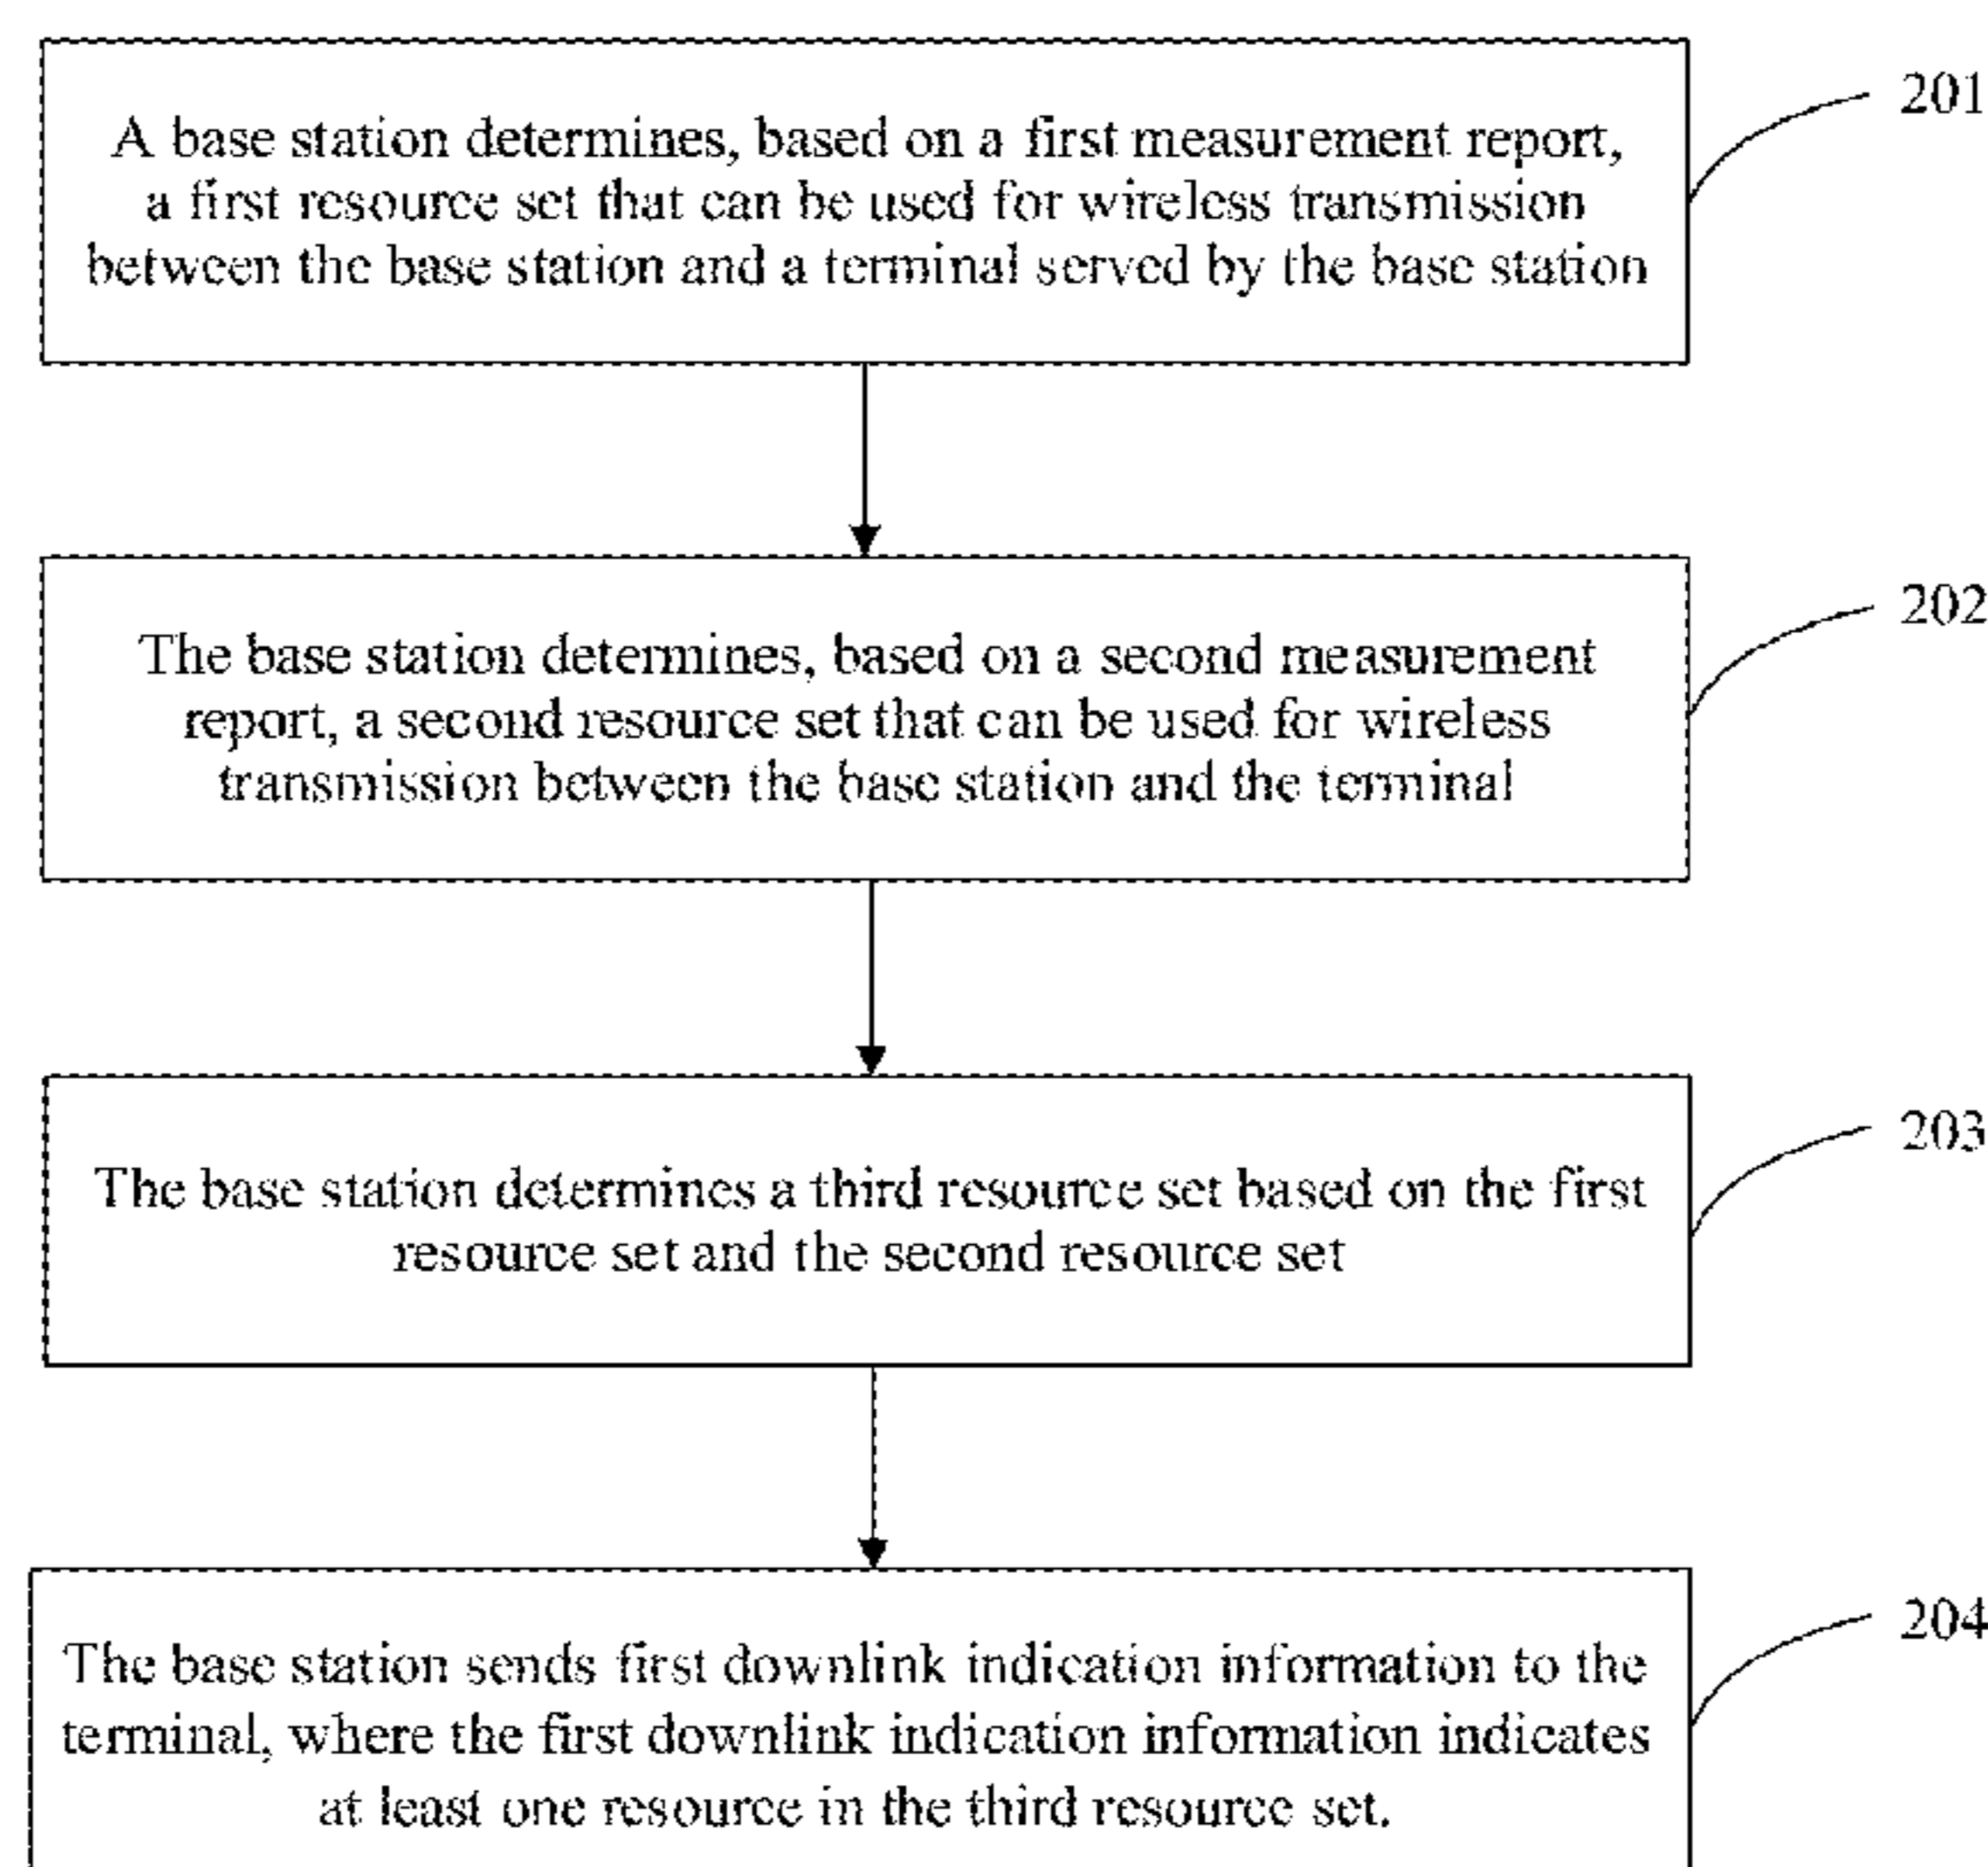 A base station determines, based on a first measurement report,
a first resource set that can be used for wireless transmission
between the base station and a terminal served by the base station
201
The base station determines, based on a second measurement
report, a second resource set that can be used for wireless
transmission between the base station and the terminal
202
The base station determines a third resource set based on the first
resource set and the second resource set
203
The base station sends first downlink indication information to the
terminal, where the first downlink indication information indicates
at least one resource in the third resource set.
204